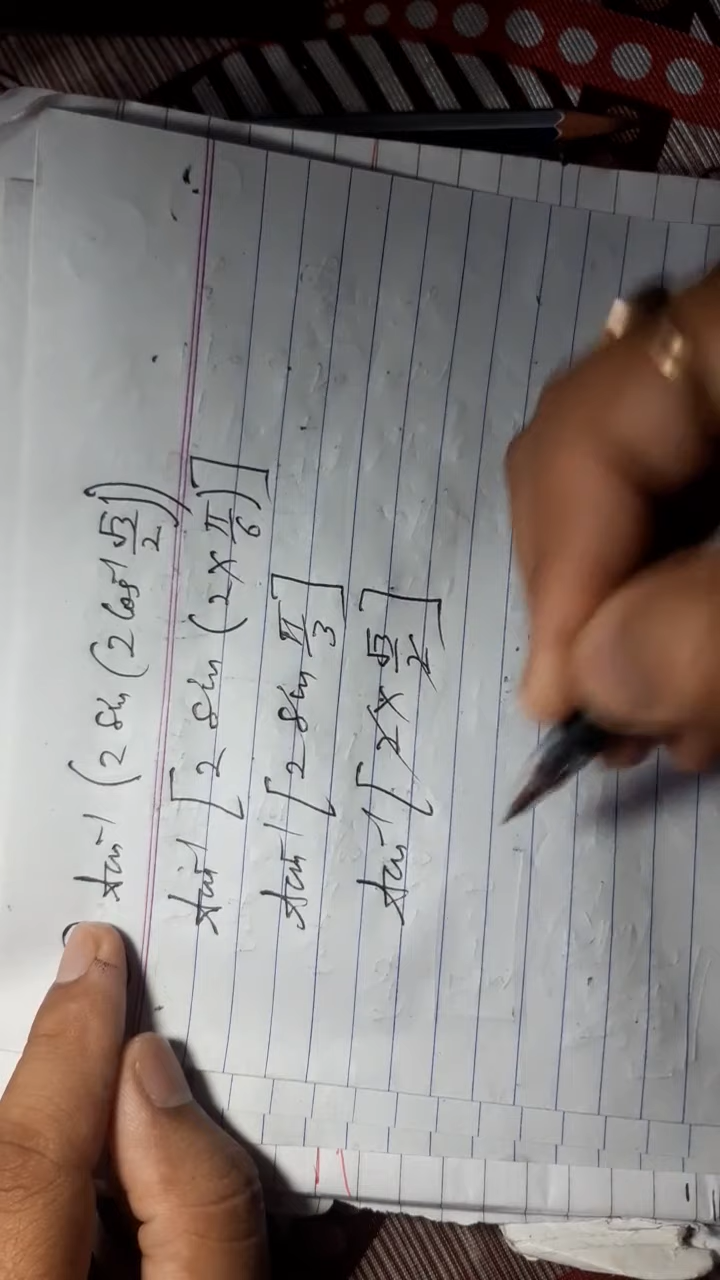 tan⁻¹ (2 sin (2 cos⁻¹ √3/2))
tan⁻¹ [2 sin (2 × π/6)]
tan⁻¹ [2 sin π/3]
tan⁻¹ [2 × √3/2]